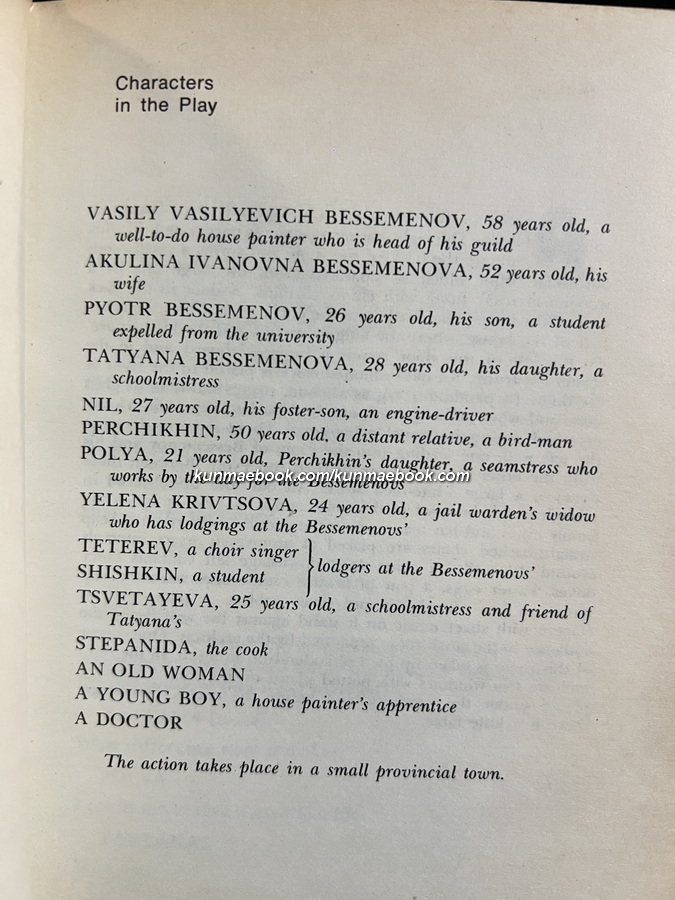 Characters
in the Play
VASILY VASILYEVICH BESSEMENOV, 58 years old, a
well-to-do house painter who is head of his guild
AKULINA IVANOVNA BESSEMENOVA, 52 years old, his
wife
PYOTR BESSEMENOV, 26 years old, his son, a student
expelled from the university
TATYANA BESSEMENOVA, 28 years old, his daughter, a
schoolmistress
NIL, 27 years old, his foster-son, an engine-driver
PERCHIKHIN, 50 years old, a distant relative, a bird-man
POLYA, 21 years old, Perchikhin's daughter, a seamstress who
works by the day for the Bessemenovs
kunmaebook.com/kunmaebook.com
YELENA KRIVTSOVA, 24 years old, a jail warden's widow
who has lodgings at the Bessemenovs'
TETEREV, a choir singer
SHISHKIN, a student
lodgers at the Bessemenovs'
TSVETAYEVA, 25 years old, a schoolmistress and friend of
Tatyana's
STEPANIDA, the cook
AN OLD WOMAN
A YOUNG BOY, a house painter's apprentice
A DOCTOR
The action takes place in a small provincial town.